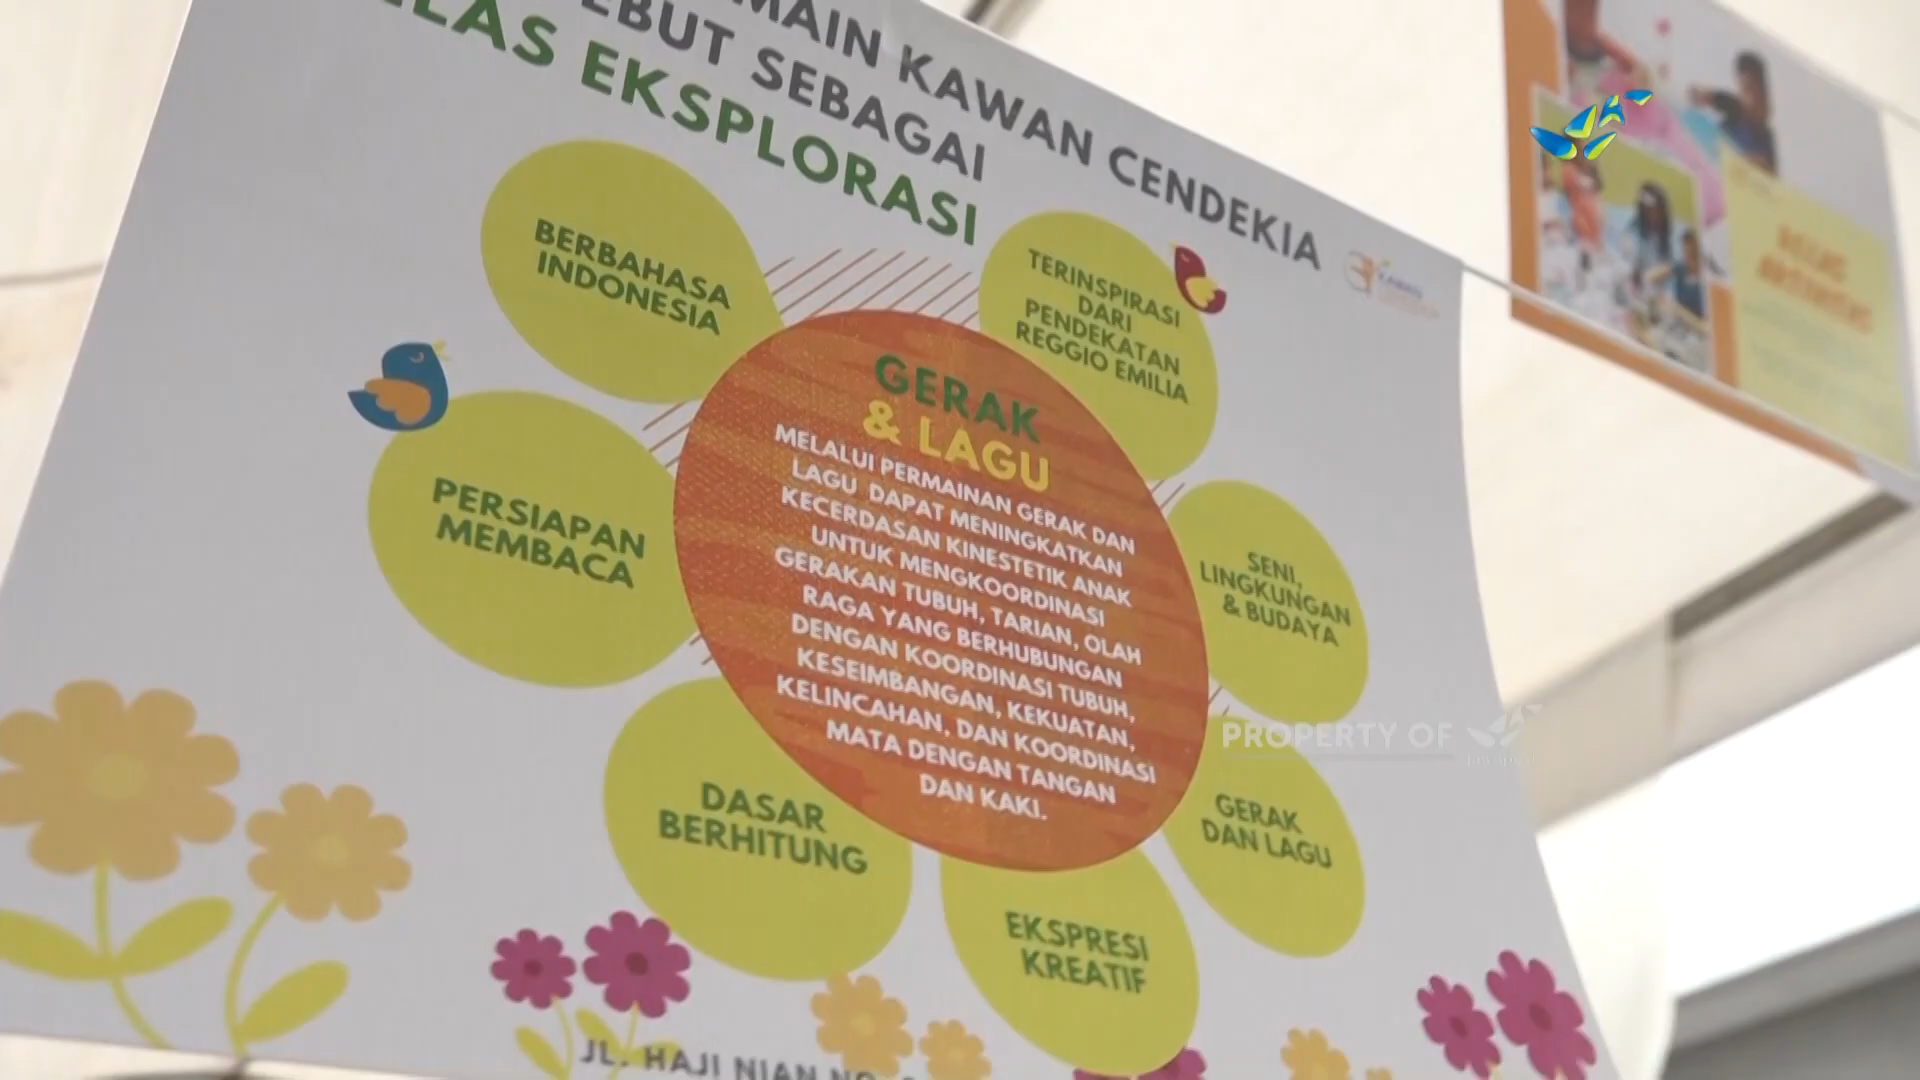 MAIN KAWAN CENDEKIA
EBUT SEBAGAI
ELAS EKSPLORASI
BERBAHASA
INDONESIA
TERINSPIRASI
DARI
PENDEKATAN
REGGIO EMILIA
PERSIAPAN
MEMBACA
GERAK
& LAGU
MELALUI PERMAINAN GERAK DAN
LAGU DAPAT MENINGKATKAN
KECERDASAN KINESTETIK ANAK
UNTUK MENGKOORDINASI
GERAKAN TUBUH, TARIAN, OLAH
RAGA YANG BERHUBUNGAN
DENGAN KOORDINASI TUBUH,
KESEIMBANGAN, KEKUATAN,
KELINCAHAN, DAN KOORDINASI
MATA DENGAN TANGAN
DAN KAKI.
SENI,
LINGKUNGAN
& BUDAYA
GERAK
DAN LAGU
DASAR
BERHITUNG
EKSPRESI
KREATIF
JL. HAJI NIAN NO.
PROPERTY OF